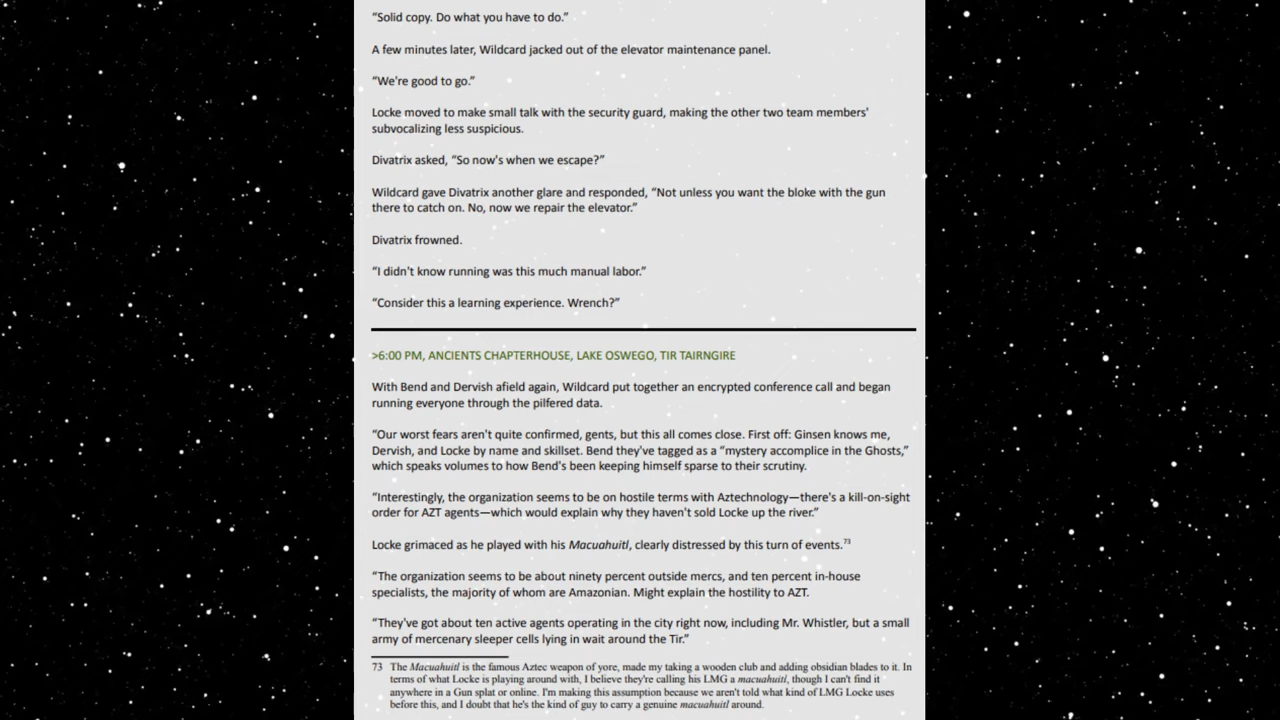 “Solid copy. Do what you have to do.”
A few minutes later, Wildcard jacked out of the elevator maintenance panel.
“We're good to go.”
Locke moved to make small talk with the security guard, making the other two team members'
subvocalizing less suspicious.
Divatrix asked, “So now's when we escape?”
Wildcard gave Divatrix another glare and responded, “Not unless you want the bloke with the gun
there to catch on. No, now we repair the elevator.”
Divatrix frowned.
“I didn't know running was this much manual labor.”
“Consider this a learning experience. Wrench?”
>6:00 PM, ANCIENTS CHAPTERHOUSE, LAKE OSWEGO, TIR TAIRNGIRE
With Bend and Dervish afield again, Wildcard put together an encrypted conference call and began
running everyone through the pilfered data.
“Our worst fears aren't quite confirmed, gents, but this all comes close. First off: Ginsen knows me,
Dervish, and Locke by name and skillset. Bend they've tagged as a “mystery accomplice in the Ghosts,”
which speaks volumes to how Bend's been keeping himself sparse to their scrutiny.
“Interestingly, the organization seems to be on hostile terms with Aztechnology—there's a kill-on-sight
order for AZT agents—which would explain why they haven't sold Locke up the river.”
Locke grimaced as he played with his Macuahuitl, clearly distressed by this turn of events.73
“The organization seems to be about ninety percent outside mercs, and ten percent in-house
specialists, the majority of whom are Amazonian. Might explain the hostility to AZT.
“They've got about ten active agents operating in the city right now, including Mr. Whistler, but a small
army of mercenary sleeper cells lying in wait around the Tir.”
73 The Macuahuitl is the famous Aztec weapon of yore, made my taking a wooden club and adding obsidian blades to it. In
terms of what Locke is playing around with, I believe they're calling his LMG a macuahuitl, though I can't find it
anywhere in a Gun splat or online. I'm making this assumption because we aren't told what kind of LMG Locke uses
before this, and I doubt that he's the kind of guy to carry a genuine macuahuitl around.